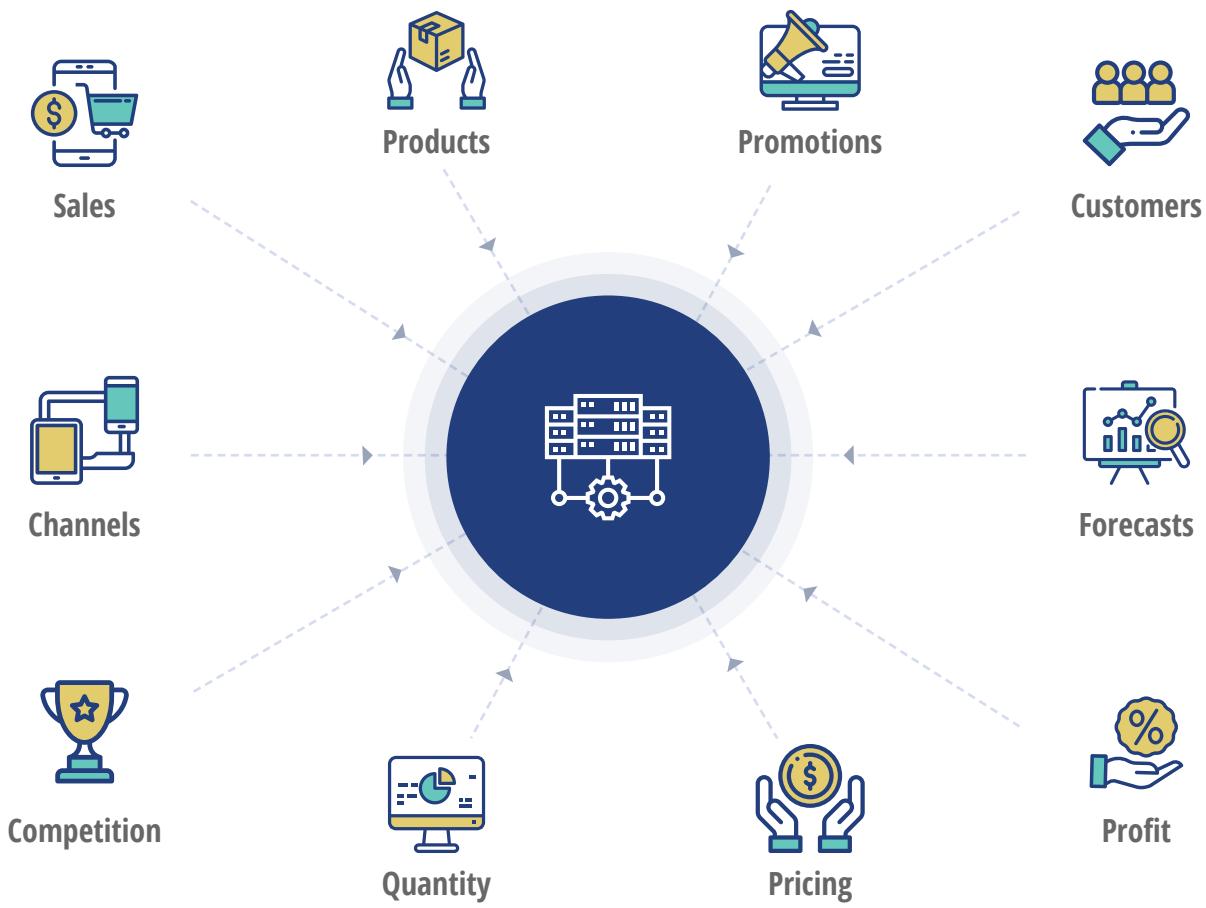 Products
Promotions
Sales
Customers
Channels
Forecasts
Competition
Profit
Quantity
Pricing